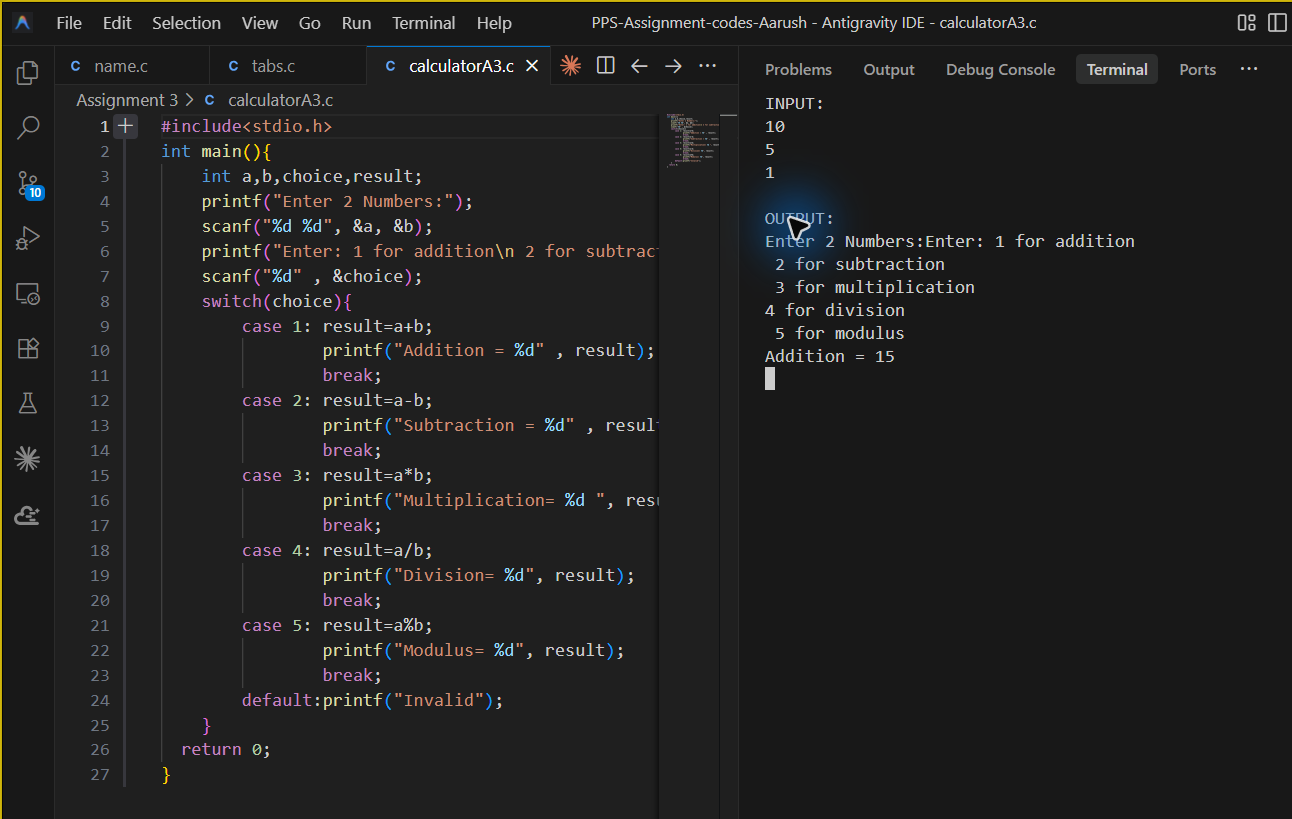 File Edit Selection View Go Run Terminal Help
PPS-Assignment-codes-Aarush - Antigravity IDE - calculatorA3.c
C name.c
C tabs.c
C calculatorA3.c
Assignment 3 > C calculatorA3.c
1 #include<stdio.h>
2 int main(){
3 int a,b,choice,result;
4 printf("Enter 2 Numbers:");
5 scanf("%d %d", &a, &b);
6 printf("Enter: 1 for addition\n 2 for subtrac
7 scanf("%d" , &choice);
8 switch(choice){
9 case 1: result=a+b;
10 printf("Addition = %d" , result);
11 break;
12 case 2: result=a-b;
13 printf("Subtraction = %d" , resul
14 break;
15 case 3: result=a*b;
16 printf("Multiplication= %d ", resu
17 break;
18 case 4: result=a/b;
19 printf("Division= %d", result);
20 break;
21 case 5: result=a%b;
22 printf("Modulus= %d", result);
23 break;
24 default:printf("Invalid");
25 }
26 return 0;
27 }
10
Problems Output Debug Console Terminal Ports
INPUT:
10
5
1
OUTPUT:
Enter 2 Numbers:Enter: 1 for addition
2 for subtraction
3 for multiplication
4 for division
5 for modulus
Addition = 15